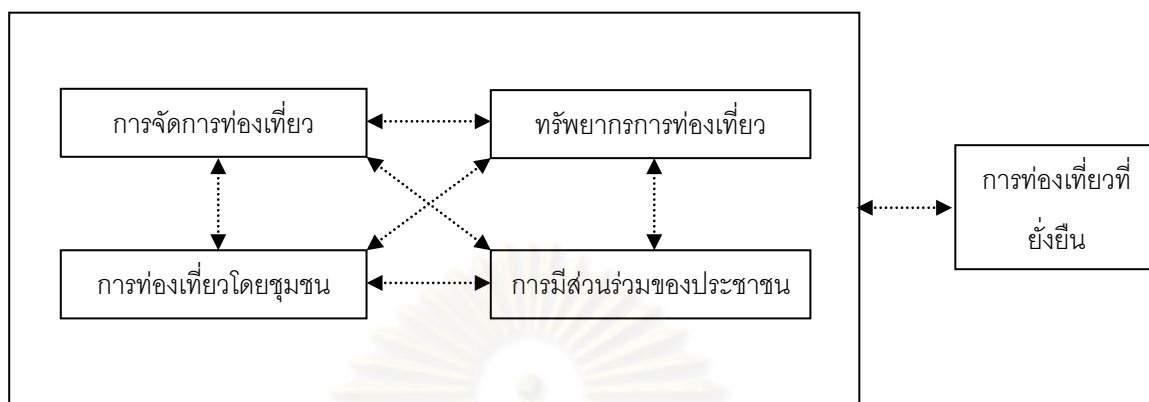 การจัดการท่องเที่ยว
ทรัพยากรการท่องเที่ยว
การท่องเที่ยวโดยชุมชน
การมีส่วนร่วมของประชาชน
การท่องเที่ยวที่
ยั่งยืน